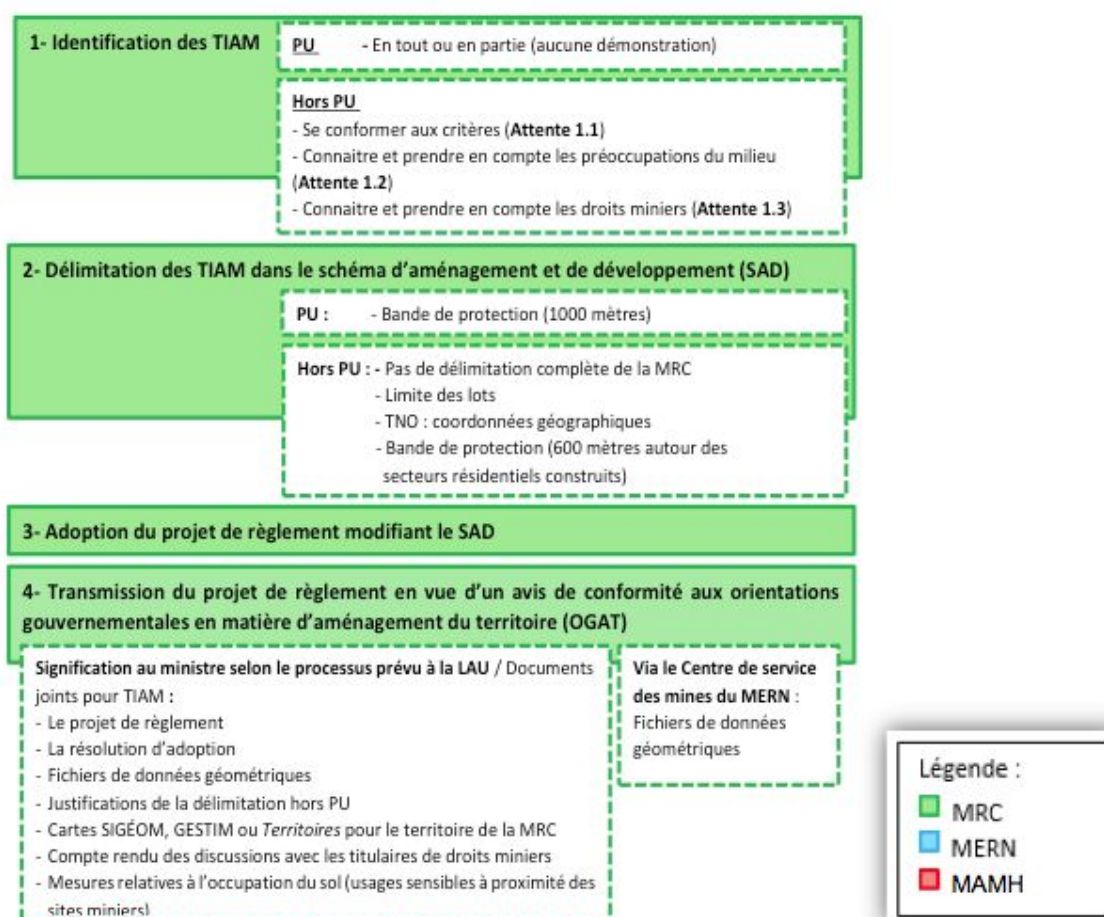 1- Identification des TIAM
PU - En tout ou en partie (aucune démonstration)
Hors PU
- Se conformer aux critères (Attente 1.1)
- Connaitre et prendre en compte les préoccupations du milieu
(Attente 1.2)
- Connaitre et prendre en compte les droits miniers (Attente 1.3)
2- Délimitation des TIAM dans le schéma d'aménagement et de développement (SAD)
PU : - Bande de protection (1000 mètres)
Hors PU : - Pas de délimitation complète de la MRC
- Limite des lots
- TNO : coordonnées géographiques
- Bande de protection (600 mètres autour des
secteurs résidentiels construits)
3- Adoption du projet de règlement modifiant le SAD
4- Transmission du projet de règlement en vue d'un avis de conformité aux orientations
gouvernementales en matière d'aménagement du territoire (OGAT)
Signification au ministre selon le processus prévu à la LAU / Documents
joints pour TIAM :
- Le projet de règlement
- La résolution d'adoption
- Fichiers de données géométriques
- Justifications de la délimitation hors PU
- Cartes SIGÉOM, GESTIM ou Territoires pour le territoire de la MRC
- Compte rendu des discussions avec les titulaires de droits miniers
- Mesures relatives à l'occupation du sol (usages sensibles à proximité des
sites miniers)
Via le Centre de service
des mines du MERN :
Fichiers de données
géométriques
Légende :
MRC
MERN
MAMH